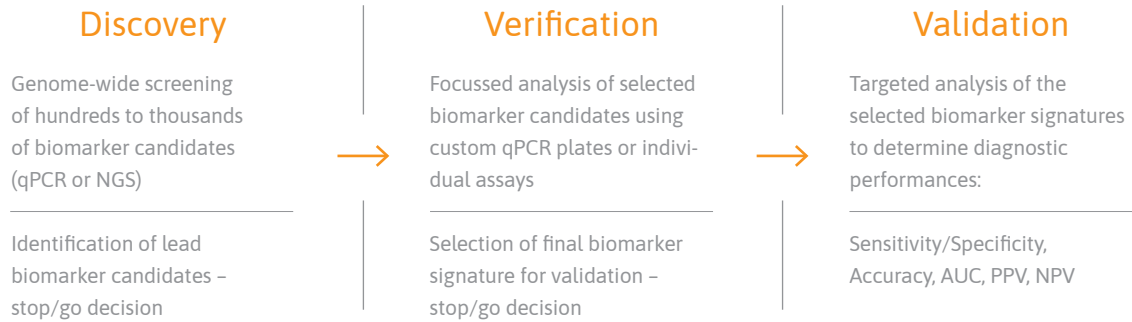 Discovery
Genome-wide screening
of hundreds to thousands
of biomarker candidates
(qPCR or NGS)
Identification of lead
biomarker candidates –
stop/go decision
Verification
Focussed analysis of selected
biomarker candidates using
custom qPCR plates or indivi-
dual assays
Selection of final biomarker
signature for validation –
stop/go decision
Validation
Targeted analysis of the
selected biomarker signatures
to determine diagnostic
performances:
Sensitivity/Specificity,
Accuracy, AUC, PPV, NPV